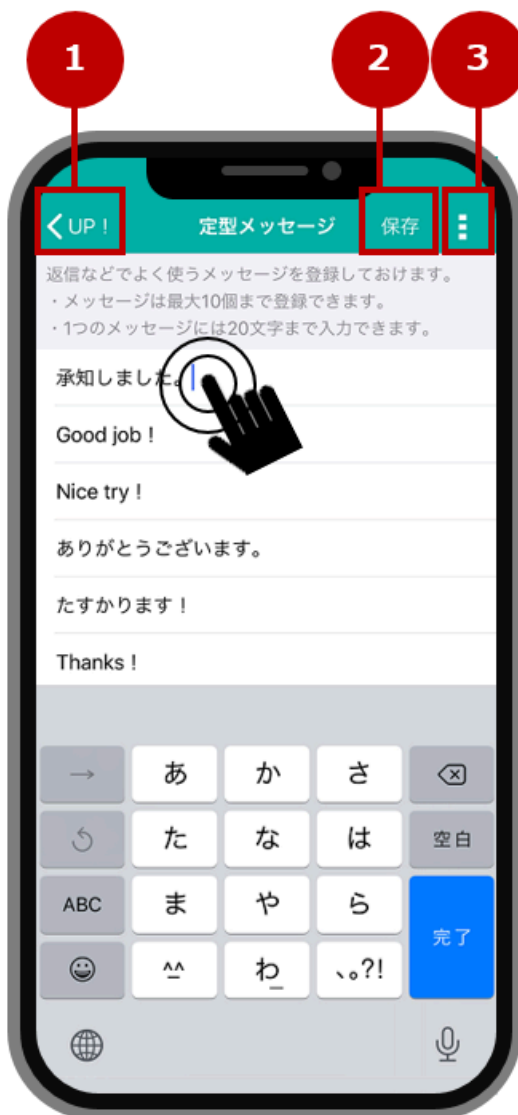 1
2
3
UP！
定型メッセージ
保存
返信などでよく使うメッセージを登録しておけます。
・メッセージは最大10個まで登録できます。
・1つのメッセージには20文字まで入力できます。
承知しました。
Good job！
Nice try！
ありがとうございます。
たすかります！
Thanks！
→ あ か さ
た な は 空白
ABC ま や ら
完了
^^ わ_ 、。?!